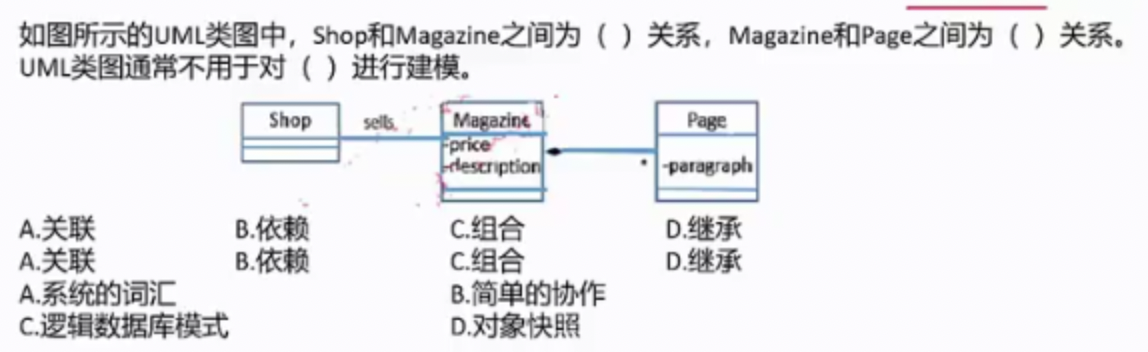 如图所示的UML类图中，Shop和Magazine之间为（ ）关系，Magazine和Page之间为（ ）关系。
UML类图通常不用于对（ ）进行建模。
Shop sells Magazine Page
-price
-description * -paragraph
A.关联 B.依赖 C.组合 D.继承
A.关联 B.依赖 C.组合 D.继承
A.系统的词汇 B.简单的协作
C.逻辑数据库模式 D.对象快照